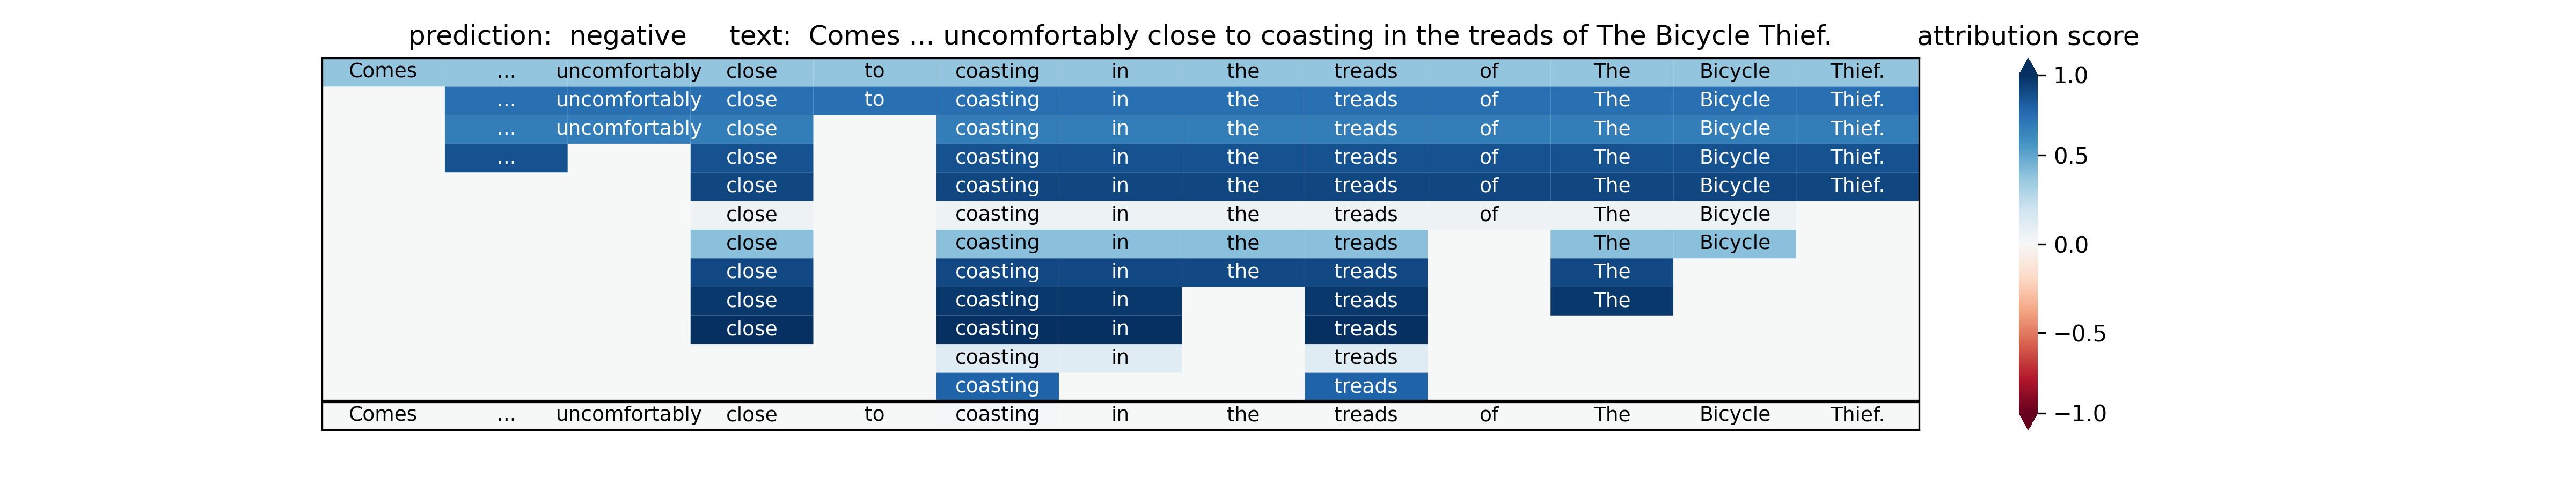 prediction: negative text: Comes ... uncomfortably close to coasting in the treads of The Bicycle Thief. attribution score
Comes ... uncomfortably close to coasting in the treads of The Bicycle Thief.
... uncomfortably close to coasting in the treads of The Bicycle Thief.
... uncomfortably close coasting in the treads of The Bicycle Thief.
... close coasting in the treads of The Bicycle Thief.
close coasting in the treads of The Bicycle Thief.
close coasting in the treads of The Bicycle
close coasting in the treads The Bicycle
close coasting in the treads The
close coasting in treads The
close coasting in treads
coasting in treads
coasting treads
Comes ... uncomfortably close to coasting in the treads of The Bicycle Thief.
1.0
0.5
0.0
−0.5
−1.0